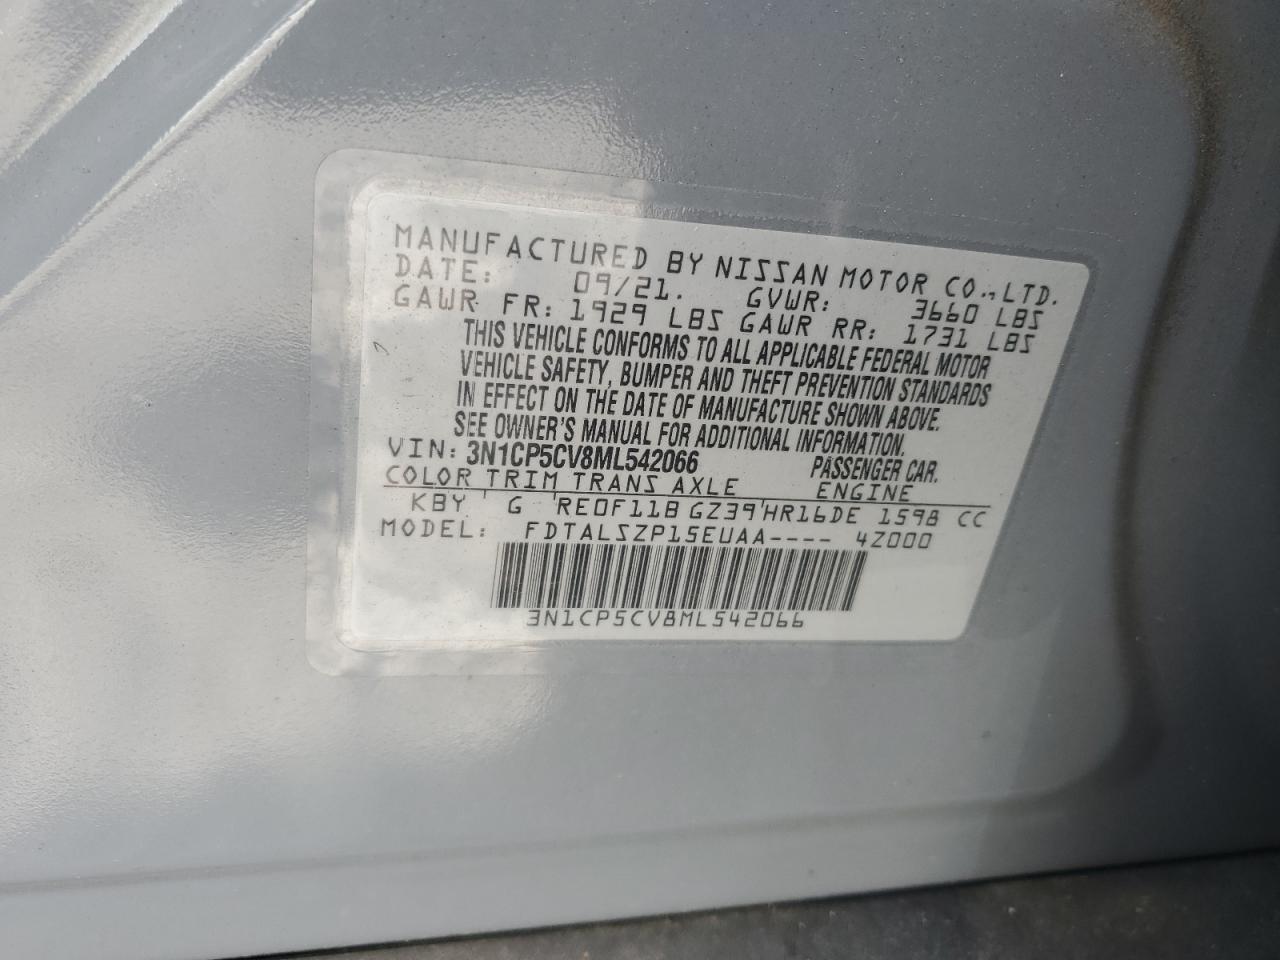 MANUFACTURED BY NISSAN MOTOR CO., LTD.
DATE: 09/21. GVWR: 3660 LBS
GAWR FR: 1929 LBS GAWR RR: 1731 LBS
THIS VEHICLE CONFORMS TO ALL APPLICABLE FEDERAL MOTOR
VEHICLE SAFETY, BUMPER AND THEFT PREVENTION STANDARDS
IN EFFECT ON THE DATE OF MANUFACTURE SHOWN ABOVE.
SEE OWNER'S MANUAL FOR ADDITIONAL INFORMATION.
VIN: 3N1CP5CV8ML542066 PASSENGER CAR.
COLOR TRIM TRANS AXLE ENGINE
KBY ' G ' RE0F11B GZ39 ' HR16DE 1598 CC
MODEL: FDTALSZP15EUAA---- 4Z000
3N1CP5CV8ML542066